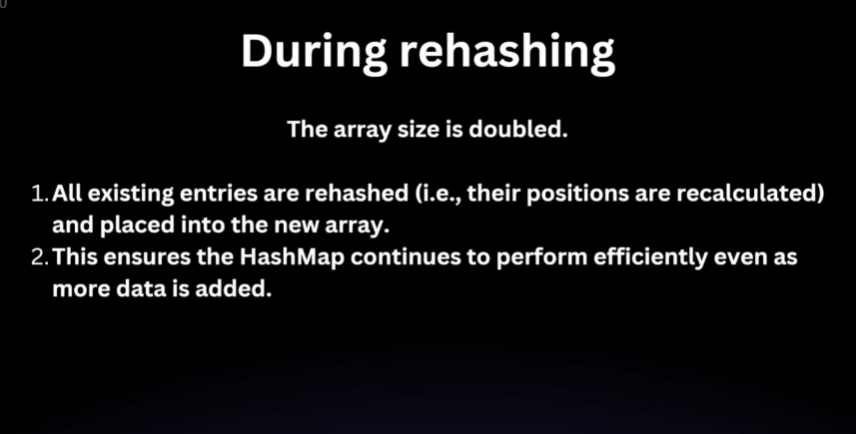 During rehashing
The array size is doubled.
1. All existing entries are rehashed (i.e., their positions are recalculated)
and placed into the new array.
2. This ensures the HashMap continues to perform efficiently even as
more data is added.